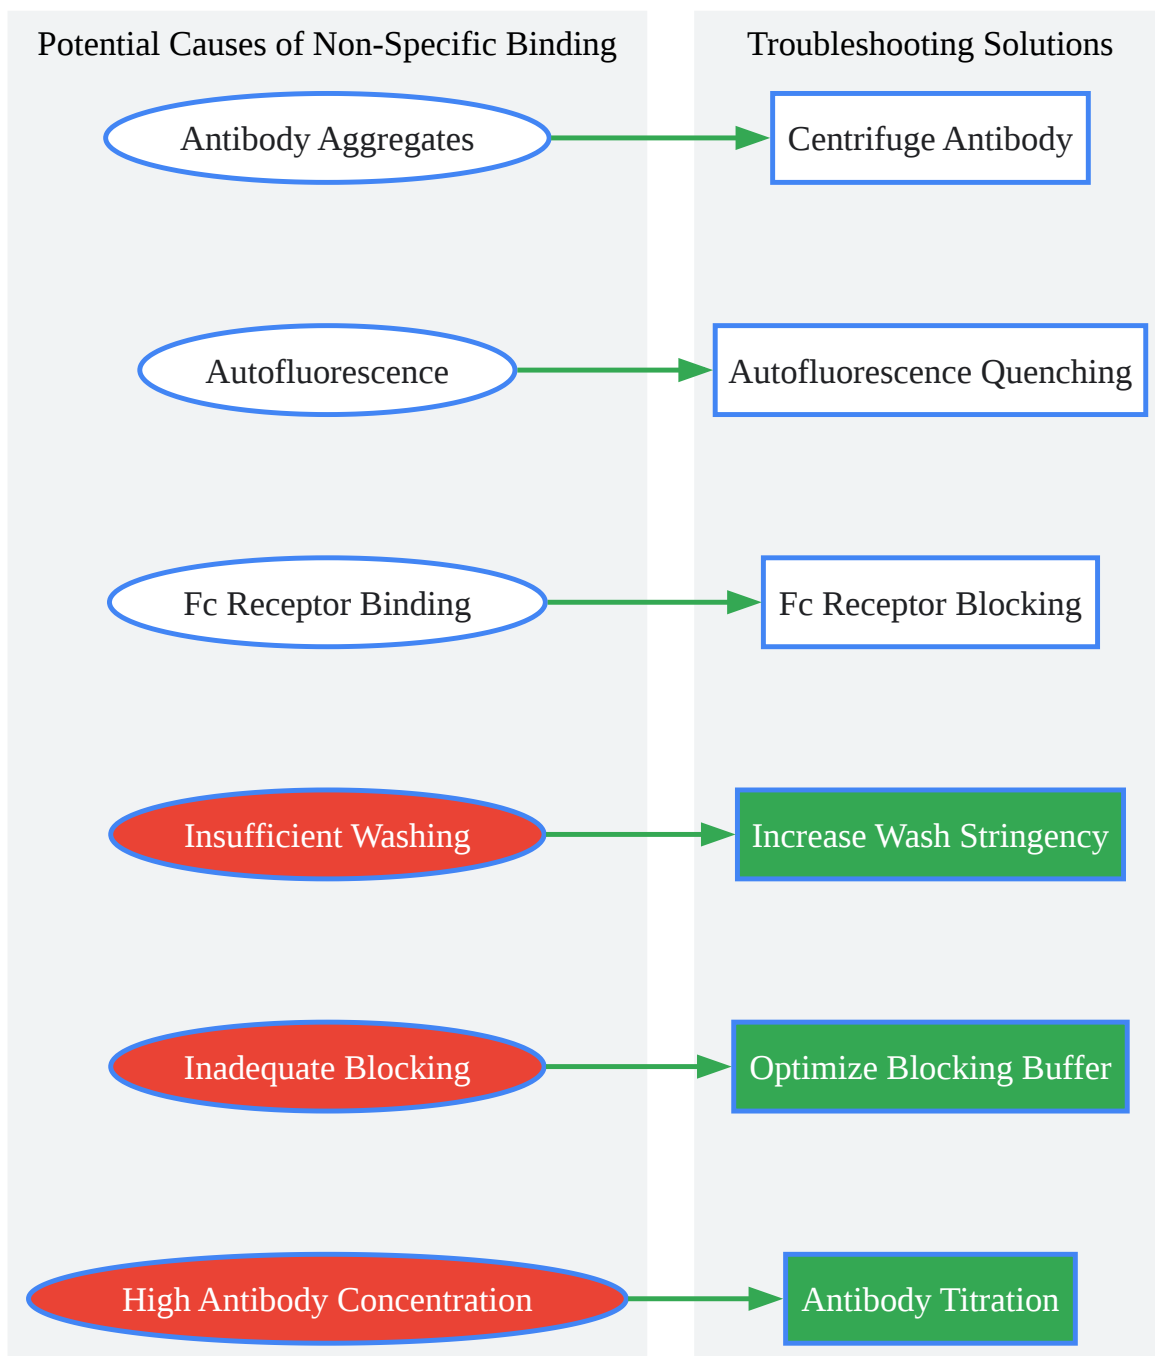 Potential Causes of Non-Specific Binding
Troubleshooting Solutions
Antibody Aggregates
Centrifuge Antibody
Autofluorescence
Autofluorescence Quenching
Fc Receptor Binding
Fc Receptor Blocking
Insufficient Washing
Increase Wash Stringency
Inadequate Blocking
Optimize Blocking Buffer
High Antibody Concentration
Antibody Titration